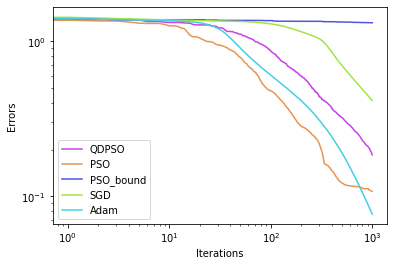 10⁰
10⁻¹
Errors
QDPSO
PSO
PSO_bound
SGD
Adam
10⁰ 10¹ 10² 10³
Iterations